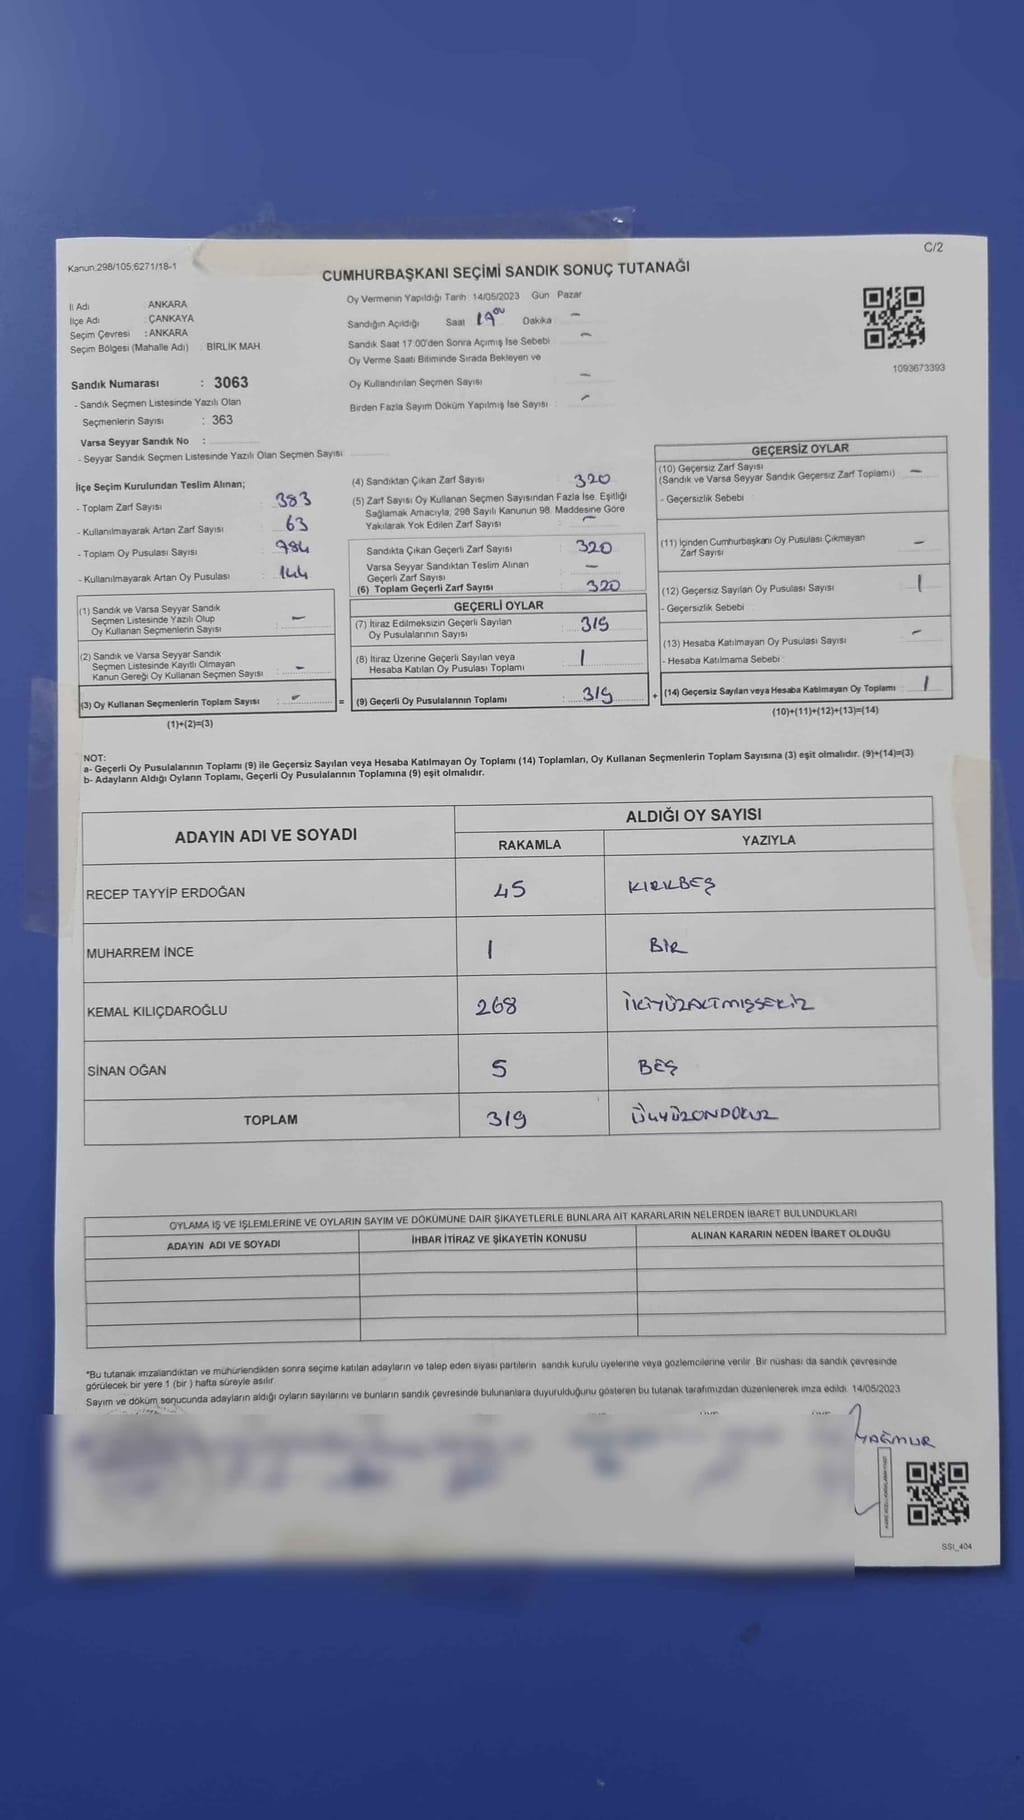 C/2
Kanun.298/105;6271/18-1
CUMHURBAŞKANI SEÇİMİ SANDIK SONUÇ TUTANAĞI
İl Adı ANKARA
İlçe Adı : ÇANKAYA
Seçim Çevresi : ANKARA
Seçim Bölgesi (Mahalle Adı) : BİRLİK MAH.
Sandık Numarası : 3063
- Sandık Seçmen Listesinde Yazılı Olan
Seçmenlerin Sayısı : 363
Varsa Seyyar Sandık No :
- Seyyar Sandık Seçmen Listesinde Yazılı Olan Seçmen Sayısı
Oy Vermenin Yapıldığı Tarih 14/05/2023 Gün Pazar
Sandığın Açıldığı Saat 19⁰⁰ Dakika –
Sandık Saat 17:00'den Sonra Açımış İse Sebebi –
Oy Verme Saati Bitiminde Sırada Bekleyen ve
Oy Kullandırılan Seçmen Sayısı –
Birden Fazla Sayım Döküm Yapılmış İse Sayısı –
1093673393
İlçe Seçim Kurulundan Teslim Alınan;
- Toplam Zarf Sayısı : 383
- Kullanılmayarak Artan Zarf Sayısı : 63
- Toplam Oy Pusulası Sayısı : 784
- Kullanılmayarak Artan Oy Pusulası : 144
(1) Sandık ve Varsa Seyyar Sandık
Seçmen Listesinde Yazılı Olup
Oy Kullanan Seçmenlerin Sayısı : –
(2) Sandık ve Varsa Seyyar Sandık
Seçmen Listesinde Kayıtlı Olmayan
Kanun Gereği Oy Kullanan Seçmen Sayısı : –
(3) Oy Kullanan Seçmenlerin Toplam Sayısı : –
(1)+(2)=(3)
=
(4) Sandıktan Çıkan Zarf Sayısı : 320
(5) Zarf Sayısı Oy Kullanan Seçmen Sayısından Fazla İse, Eşitliği
Sağlamak Amacıyla, 298 Sayılı Kanunun 98. Maddesine Göre
Yakılarak Yok Edilen Zarf Sayısı : –
Sandıkta Çıkan Geçerli Zarf Sayısı : 320
Varsa Seyyar Sandıktan Teslim Alınan
Geçerli Zarf Sayısı : –
(6) Toplam Geçerli Zarf Sayısı : 320
GEÇERLİ OYLAR
(7) İtiraz Edilmeksizin Geçerli Sayılan
Oy Pusulalarının Sayısı : 319
(8) İtiraz Üzerine Geçerli Sayılan veya
Hesaba Katılan Oy Pusulası Toplamı : 1
(9) Geçerli Oy Pusulalarının Toplamı : 319
+
GEÇERSİZ OYLAR
(10) Geçersiz Zarf Sayısı
(Sandık ve Varsa Seyyar Sandık Geçersiz Zarf Toplamı) : –
- Geçersizlik Sebebi
(11) İçinden Cumhurbaşkanı Oy Pusulası Çıkmayan
Zarf Sayısı –
(12) Geçersiz Sayılan Oy Pusulası Sayısı : 1
- Geçersizlik Sebebi :
(13) Hesaba Katılmayan Oy Pusulası Sayısı –
- Hesaba Katılmama Sebebi :
(14) Geçersiz Sayılan veya Hesaba Katılmayan Oy Toplamı : 1
(10)+(11)+(12)+(13)=(14)
NOT:
a- Geçerli Oy Pusulalarının Toplamı (9) ile Geçersiz Sayılan veya Hesaba Katılmayan Oy Toplamı (14) Toplamları, Oy Kullanan Seçmenlerin Toplam Sayısına (3) eşit olmalıdır. (9)+(14)=(3)
b- Adayların Aldığı Oyların Toplamı, Geçerli Oy Pusulalarının Toplamına (9) eşit olmalıdır.
ADAYIN ADI VE SOYADI ALDIĞI OY SAYISI
RAKAMLA YAZIYLA
RECEP TAYYİP ERDOĞAN 45 KIRKBEŞ
MUHARREM İNCE 1 BİR
KEMAL KILIÇDAROĞLU 268 İKİYÜZALTMIŞSEKİZ
SİNAN OĞAN 5 BEŞ
TOPLAM 319 ÜÇYÜZONDOKUZ
OYLAMA İŞ VE İŞLEMLERİNE VE OYLARIN SAYIM VE DÖKÜMÜNE DAİR ŞİKAYETLERLE BUNLARA AİT KARARLARIN NELERDEN İBARET BULUNDUKLARI
ADAYIN ADI VE SOYADI İHBAR İTİRAZ VE ŞİKAYETİN KONUSU ALINAN KARARIN NEDEN İBARET OLDUĞU
*Bu tutanak imzalandıktan ve mühürlendikten sonra seçime katılan adayların ve talep eden siyasi partilerin sandık kurulu üyelerine veya gözlemcilerine verilir. Bir nüshası da sandık çevresinde
görülecek bir yere 1 (bir) hafta süreyle asılır.
Sayım ve döküm sonucunda adayların aldığı oyların sayılarını ve bunların sandık çevresinde bulunanlara duyurulduğunu gösteren bu tutanak tarafımızdan düzenlenerek imza edildi. 14/05/2023
YAĞMUR
SSI_404